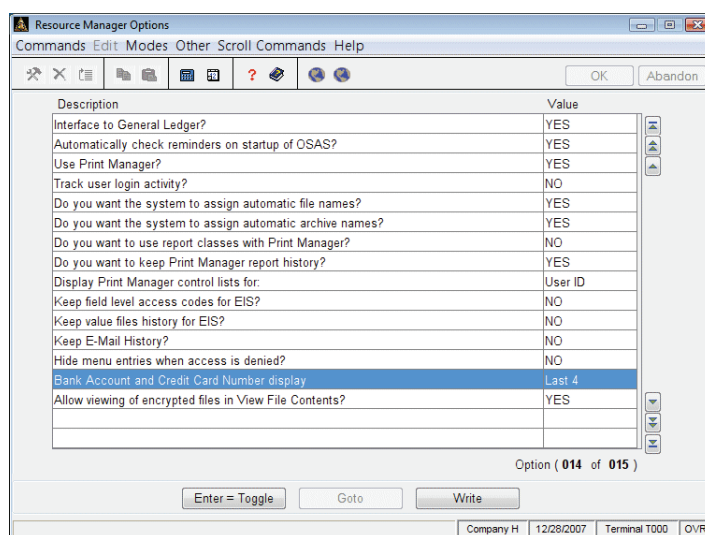 Resource Manager Options
Commands Edit Modes Other Scroll Commands Help
OK Abandon
Description Value
Interface to General Ledger? YES
Automatically check reminders on startup of OSAS? YES
Use Print Manager? YES
Track user login activity? NO
Do you want the system to assign automatic file names? YES
Do you want the system to assign automatic archive names? YES
Do you want to use report classes with Print Manager? NO
Do you want to keep Print Manager report history? YES
Display Print Manager control lists for: User ID
Keep field level access codes for EIS? NO
Keep value files history for EIS? NO
Keep E-Mail History? NO
Hide menu entries when access is denied? NO
Bank Account and Credit Card Number display Last 4
Allow viewing of encrypted files in View File Contents? YES
Option ( 014 of 015 )
Enter = Toggle Goto Write
Company H 12/28/2007 Terminal T000 OVR